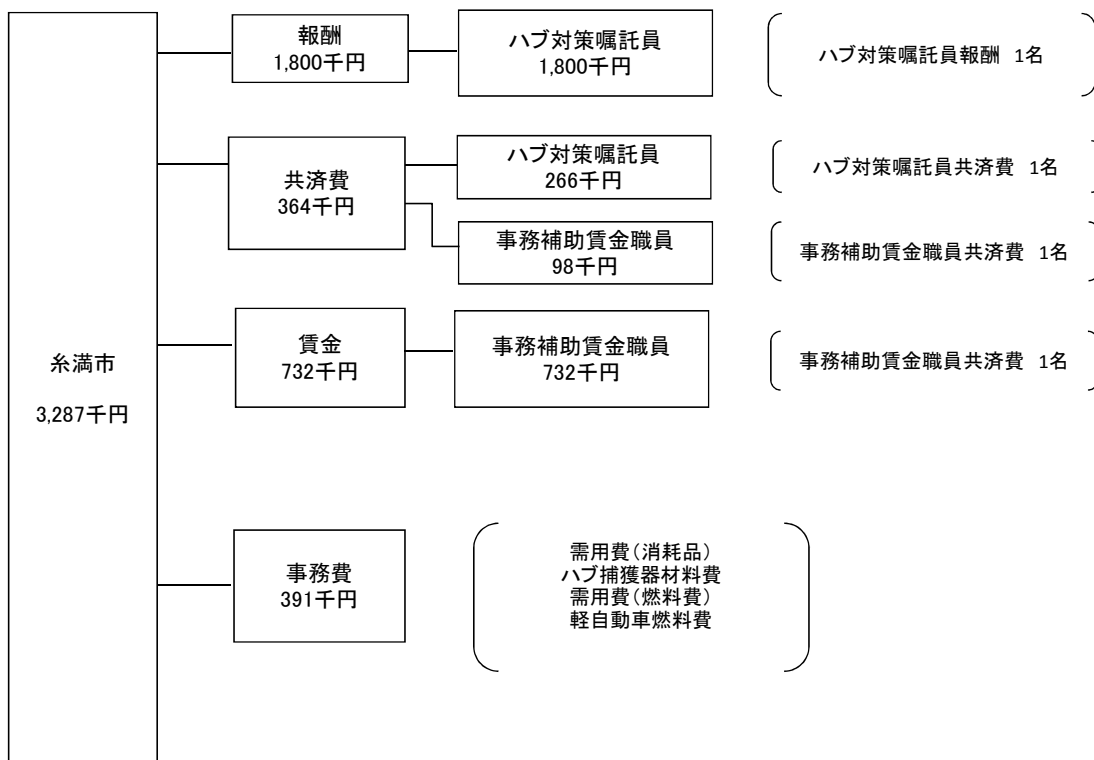 糸満市
3,287千円
報酬
1,800千円
ハブ対策嘱託員
1,800千円
ハブ対策嘱託員報酬 1名
共済費
364千円
ハブ対策嘱託員
266千円
ハブ対策嘱託員共済費 1名
事務補助賃金職員
98千円
事務補助賃金職員共済費 1名
賃金
732千円
事務補助賃金職員
732千円
事務補助賃金職員共済費 1名
事務費
391千円
需用費(消耗品)
ハブ捕獲器材料費
需用費(燃料費)
軽自動車燃料費